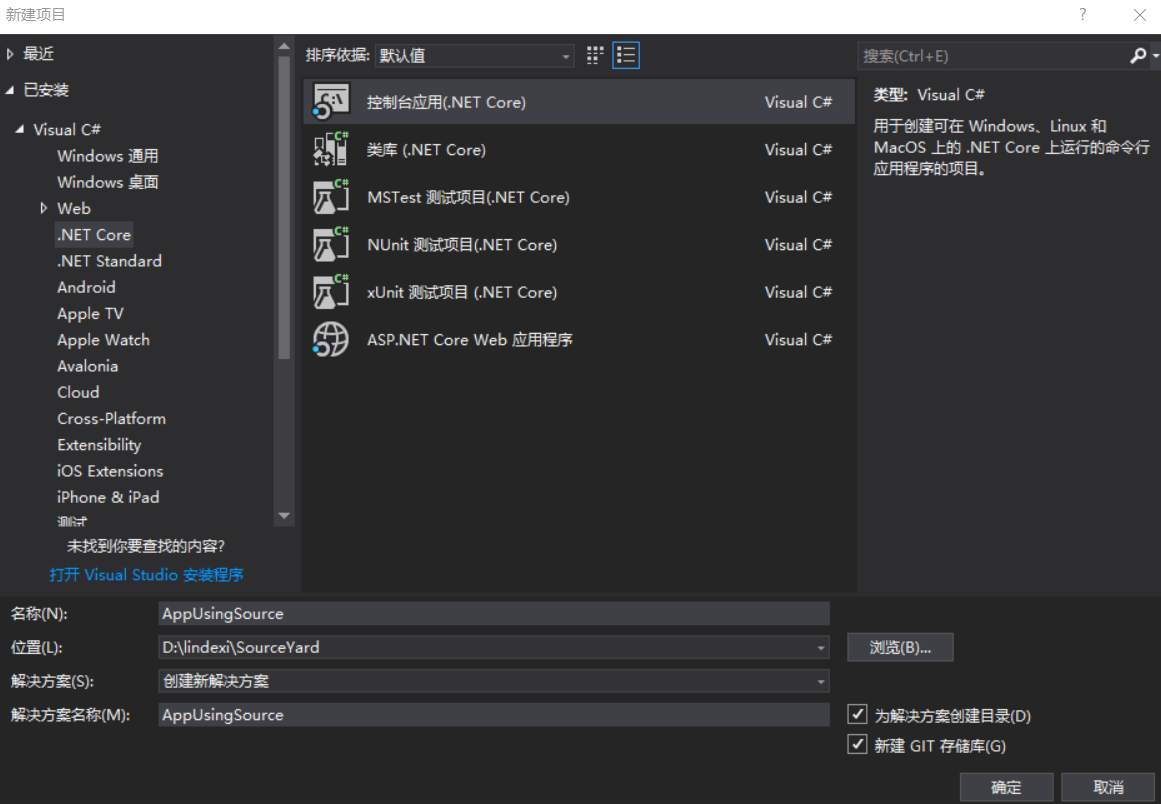 新建项目
?
最近
已安装
Visual C#
Windows 通用
Windows 桌面
Web
.NET Core
.NET Standard
Android
Apple TV
Apple Watch
Avalonia
Cloud
Cross-Platform
Extensibility
iOS Extensions
iPhone & iPad
测试
未找到你要查找的内容?
打开 Visual Studio 安装程序
排序依据: 默认值
控制台应用(.NET Core) Visual C#
类库 (.NET Core) Visual C#
MSTest 测试项目(.NET Core) Visual C#
NUnit 测试项目(.NET Core) Visual C#
xUnit 测试项目 (.NET Core) Visual C#
ASP.NET Core Web 应用程序 Visual C#
搜索(Ctrl+E)
类型: Visual C#
用于创建可在 Windows、Linux 和
MacOS 上的 .NET Core 上运行的命令行
应用程序的项目。
名称(N): AppUsingSource
位置(L): D:\lindexi\SourceYard 浏览(B)...
解决方案(S): 创建新解决方案
解决方案名称(M): AppUsingSource
为解决方案创建目录(D)
新建 GIT 存储库(G)
确定 取消